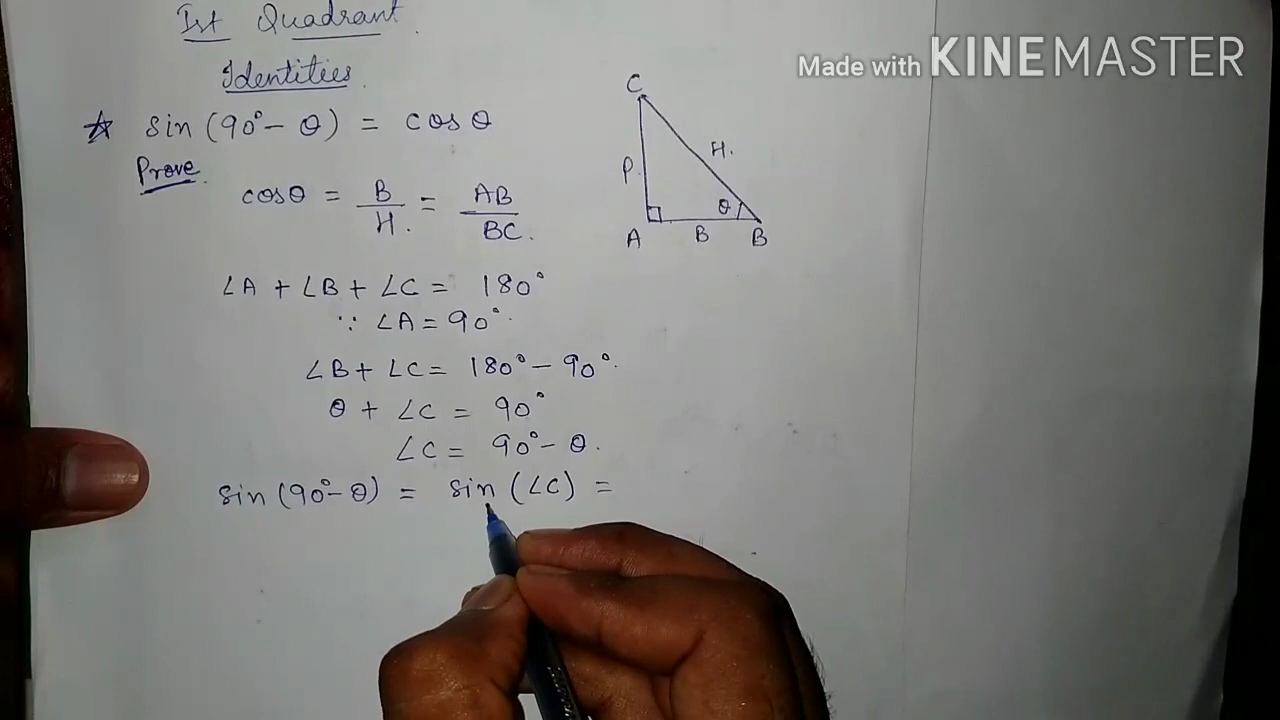 Ist Quadrant.
Identities
☆ sin (90° - θ) = cos θ
Prove.
cosθ = B/H. = AB/BC.
∠A + ∠B + ∠C = 180°
∵ ∠A = 90°.
∠B + ∠C = 180° - 90°.
θ + ∠C = 90°
∠C = 90° - θ.
sin (90° - θ) = sin (∠C) =
Made with KINEMASTER
C
P.
H.
θ
A
B
B